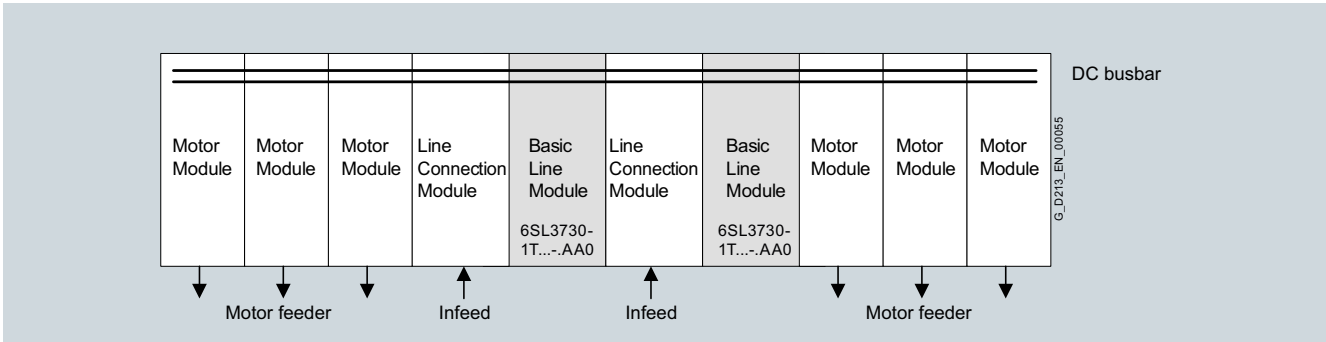 DC busbar
Motor
Module
Motor
Module
Motor
Module
Line
Connection
Module
Basic
Line
Module
6SL3730-
1T...-.AA0
Line
Connection
Module
Basic
Line
Module
6SL3730-
1T...-.AA0
Motor
Module
Motor
Module
Motor
Module
G_D213_EN_00055
Motor feeder
Infeed
Infeed
Motor feeder